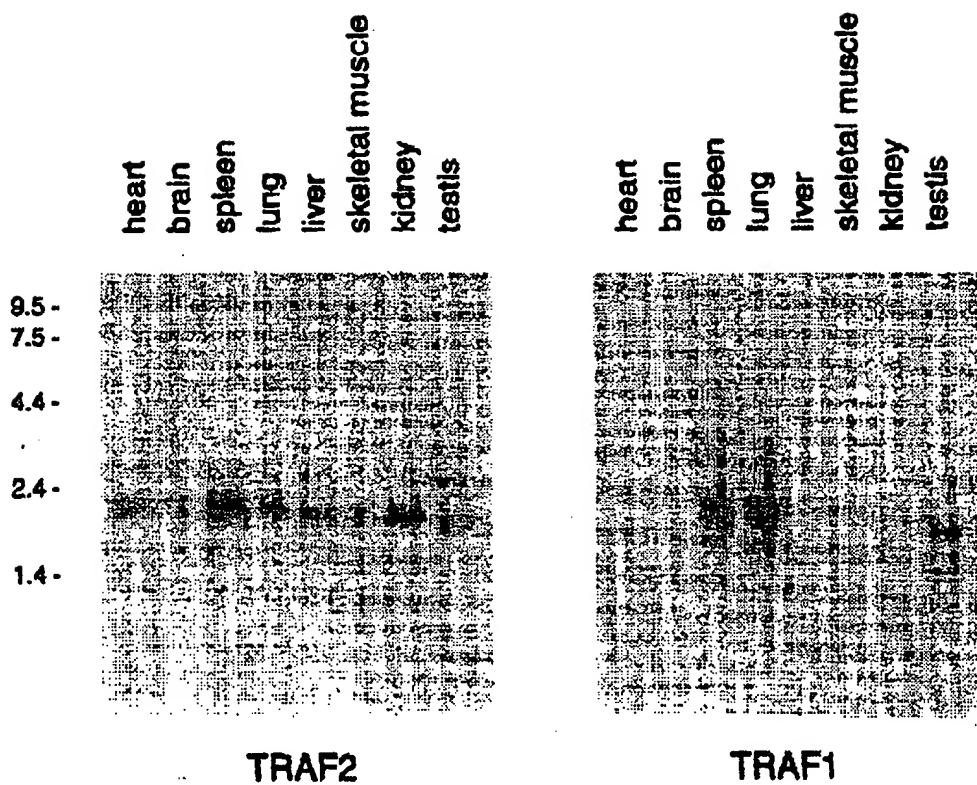 heart
brain
spleen
lung
liver
skeletal muscle
kidney
testis
heart
brain
spleen
lung
liver
skeletal muscle
kidney
testis
9.5 -
7.5 -
4.4 -
2.4 -
1.4 -
TRAF2
TRAF1